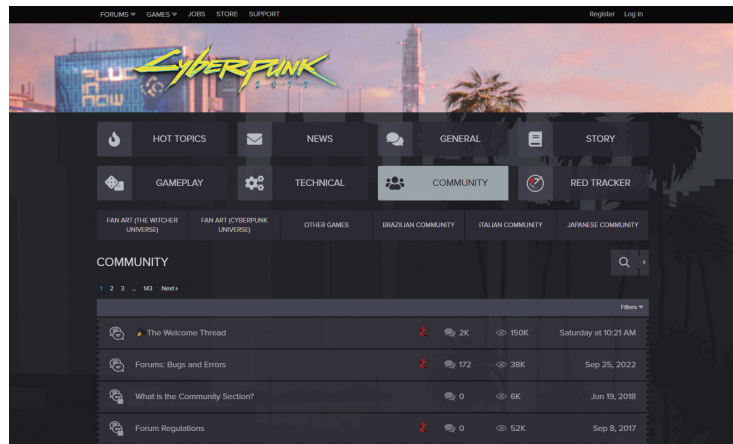 FORUMS GAMES JOBS STORE SUPPORT Register Log in
Cyberpunk
2077
HOT TOPICS NEWS GENERAL STORY
GAMEPLAY TECHNICAL COMMUNITY RED TRACKER
FAN ART (THE WITCHER UNIVERSE) FAN ART (CYBERPUNK UNIVERSE) OTHER GAMES BRAZILIAN COMMUNITY ITALIAN COMMUNITY JAPANESE COMMUNITY
COMMUNITY
1 2 3 ... 143 Next
Filters
The Welcome Thread 2K 150K Saturday at 10:21 AM
Forums: Bugs and Errors 172 38K Sep 25, 2022
What is the Community Section? 0 6K Jun 19, 2018
Forum Regulations 0 52K Sep 8, 2017